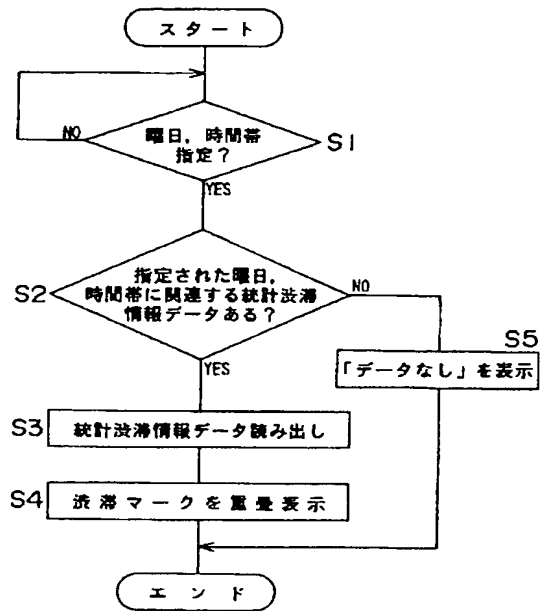 スタート
NO
曜日，時間帯
指定？
S1
YES
指定された曜日，
時間帯に関連する統計渋滞
情報データある？
S2
NO
YES
S5
「データなし」を表示
S3
統計渋滞情報データ読み出し
S4
渋滞マークを重畳表示
エンド